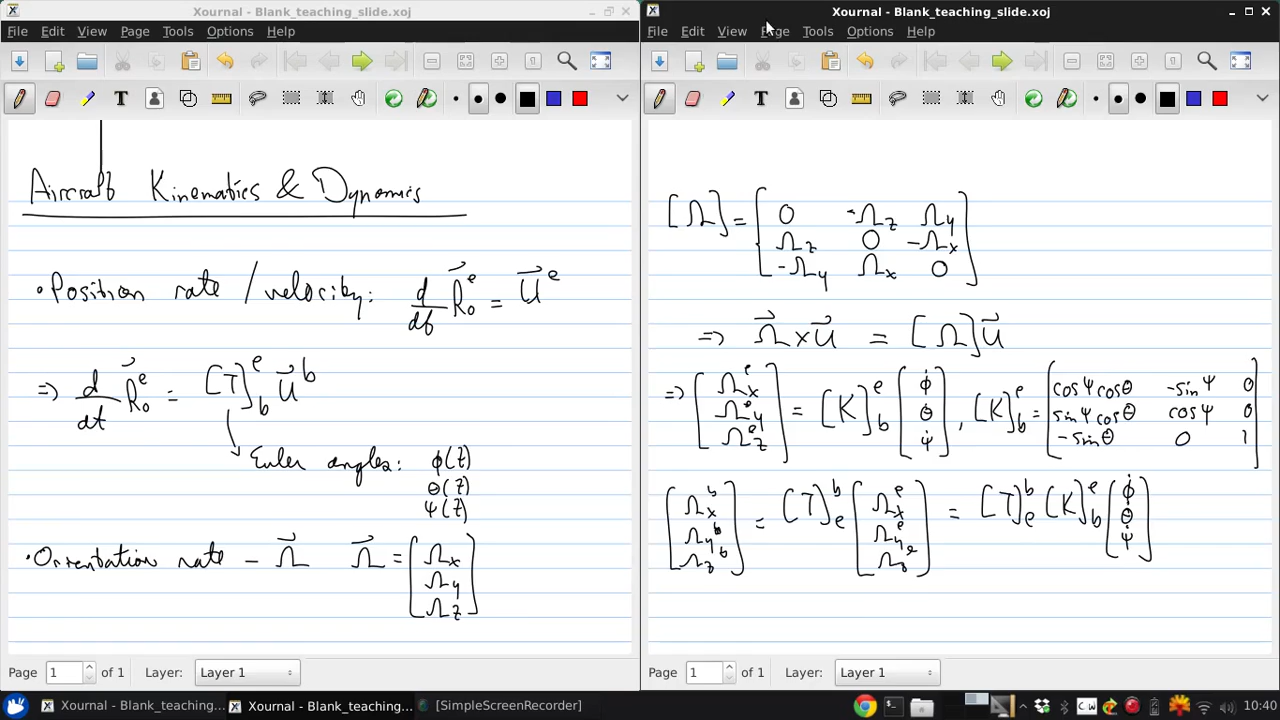 Xournal - Blank_teaching_slide.xoj
File Edit View Page Tools Options Help
Aircraft Kinematics & Dynamics
·Position rate / velocity: d/dt R⃗₀ᵉ = U⃗ᵉ
=> d/dt R⃗₀ᵉ = [T]ᵉ_b U⃗ᵇ
Euler angles: φ(t)
θ(t)
ψ(t)
·Orientation rate - Ω⃗ Ω⃗ = [Ωx
Ωy
Ωz]
Page 1 of 1 Layer: Layer 1
Xournal - Blank_teaching_slide.xoj
File Edit View Page Tools Options Help
[Ω] = [0 -Ωz Ωy
Ωz 0 -Ωx
-Ωy Ωx 0]
=> Ω⃗ x U⃗ = [Ω]U⃗
=> [Ωxᵉ Ωyᵉ Ωzᵉ] = [K]ᵉ_b [φ̇ θ̇ ψ̇], [K]ᵉ_b = [cosψcosθ -sinψ 0
sinψcosθ cosψ 0
-sinθ 0 1]
[Ωxᵇ Ωyᵇ Ωzᵇ] = [T]ᵇ_e [Ωxᵉ Ωyᵉ Ωzᵉ] = [T]ᵇ_e [K]ᵉ_b [φ̇ θ̇ ψ̇]
Page 1 of 1 Layer: Layer 1
Xournal - Blank_teaching... Xournal - Blank_teaching... [SimpleScreenRecorder] 10:40